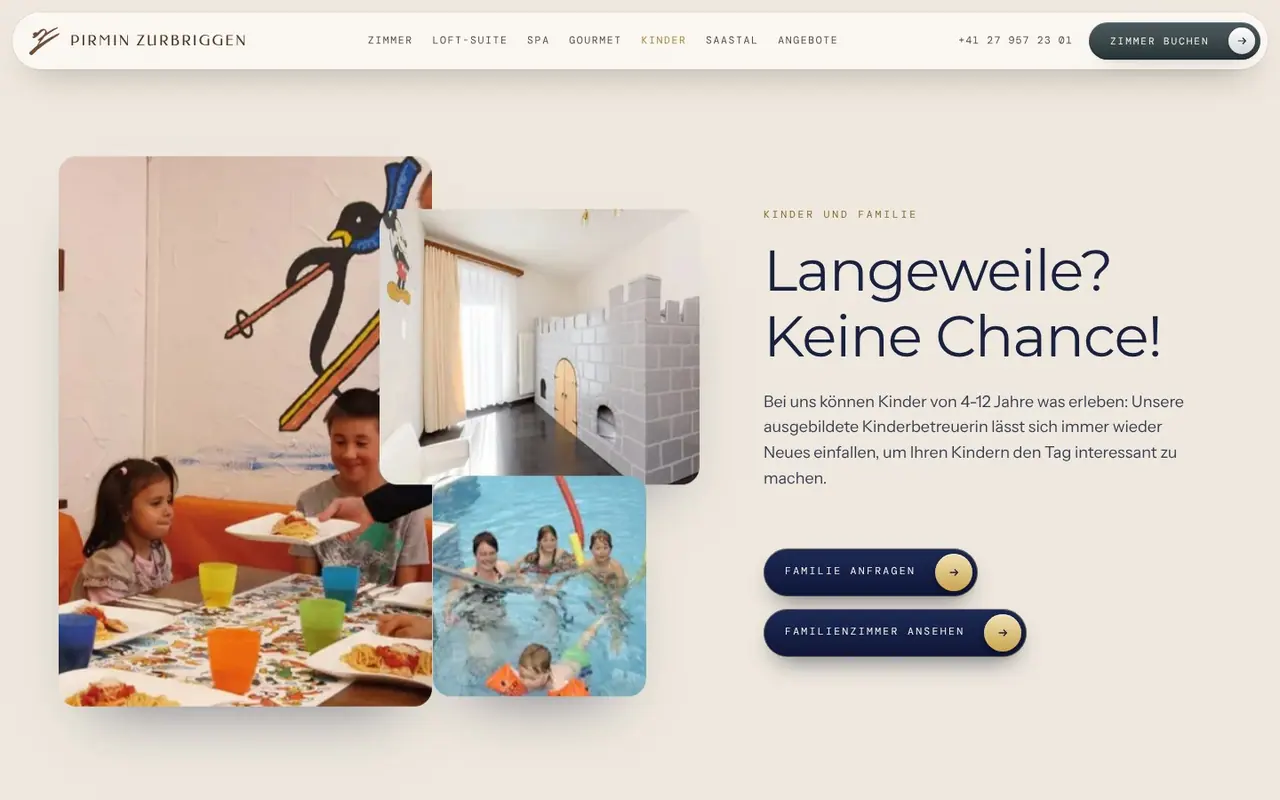 PIRMIN ZURBRIGGEN
ZIMMER LOFT-SUITE SPA GOURMET KINDER SAASTAL ANGEBOTE
+41 27 957 23 01
ZIMMER BUCHEN
KINDER UND FAMILIE
Langeweile?
Keine Chance!
Bei uns können Kinder von 4-12 Jahre was erleben: Unsere
ausgebildete Kinderbetreuerin lässt sich immer wieder
Neues einfallen, um Ihren Kindern den Tag interessant zu
machen.
FAMILIE ANFRAGEN
FAMILIENZIMMER ANSEHEN